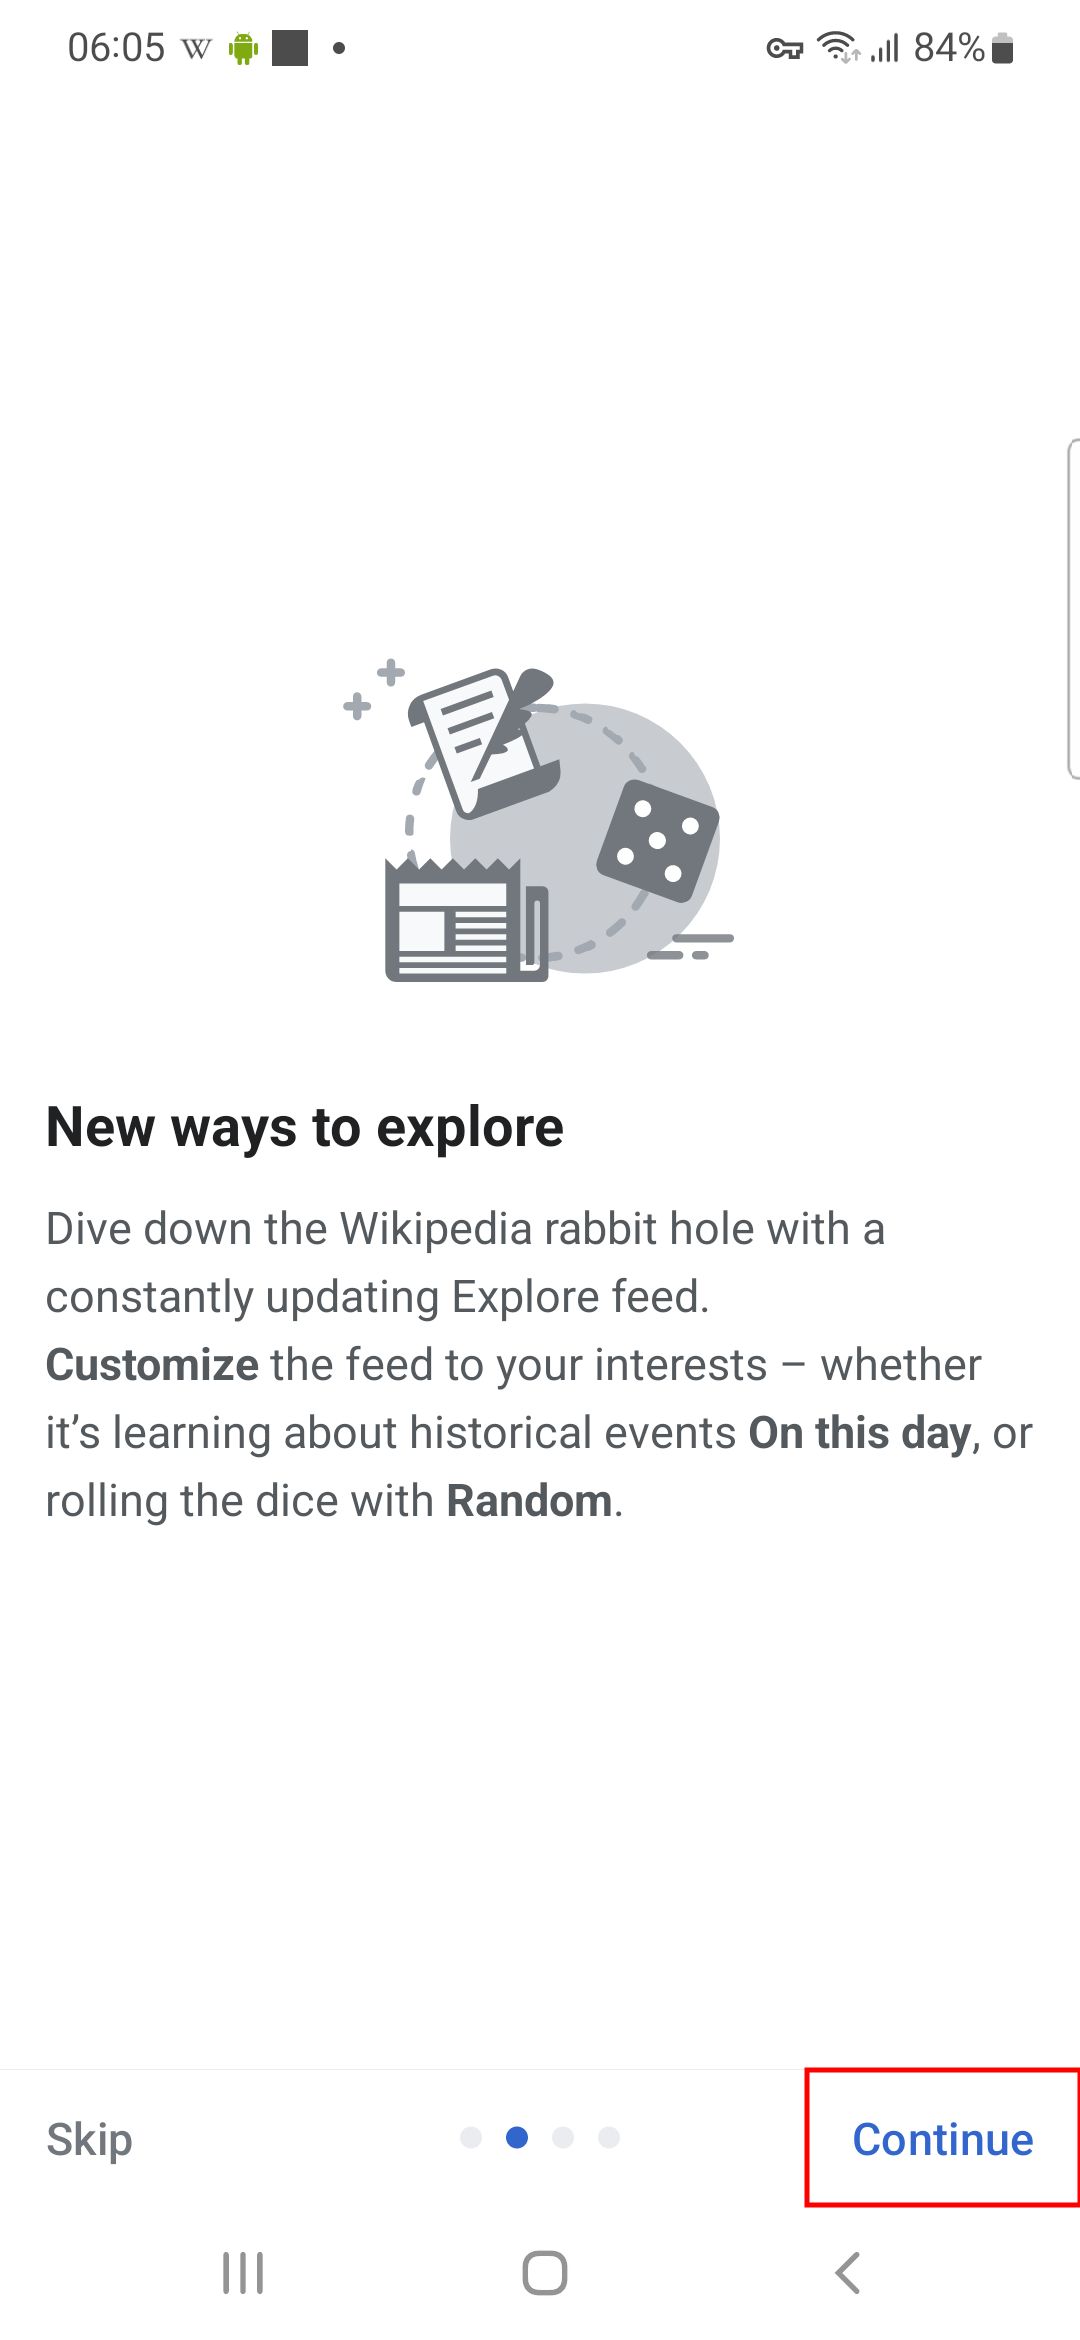 06:05 W 84%
New ways to explore
Dive down the Wikipedia rabbit hole with a
constantly updating Explore feed.
Customize the feed to your interests – whether
it’s learning about historical events On this day, or
rolling the dice with Random.
Skip Continue